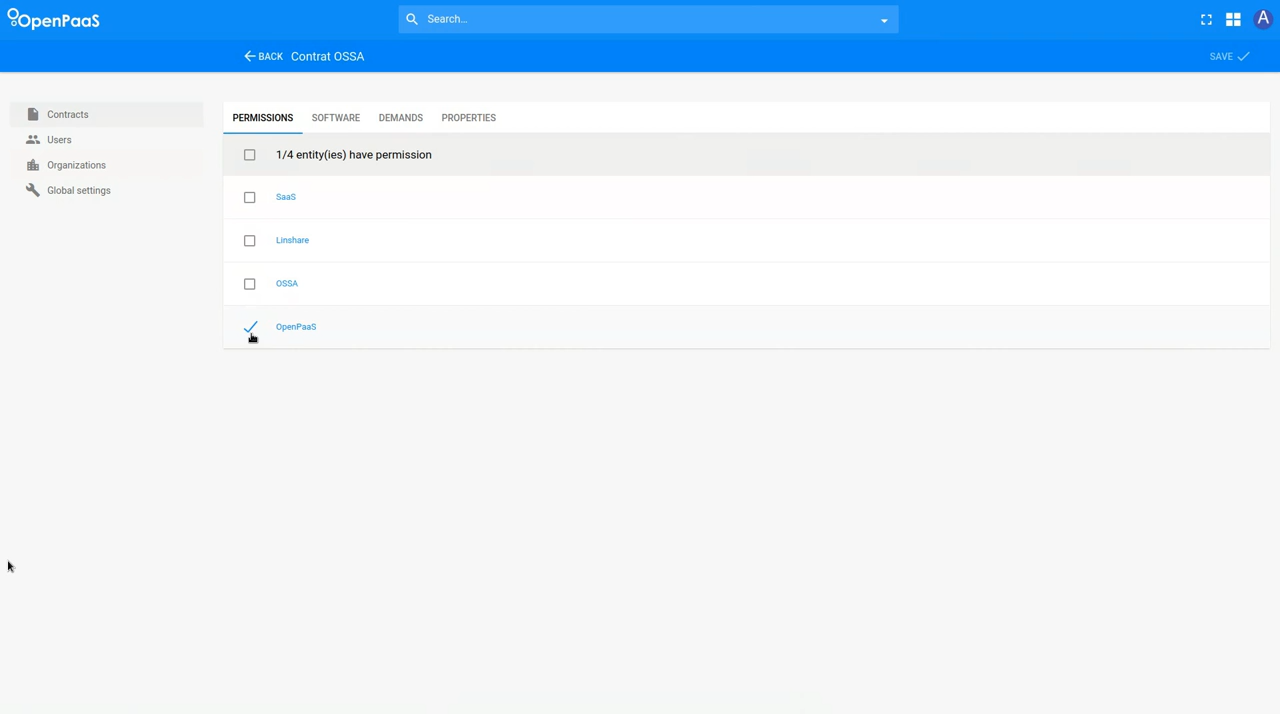 OpenPaaS
Search...
A
BACK Contrat OSSA
SAVE
Contracts
Users
Organizations
Global settings
PERMISSIONS SOFTWARE DEMANDS PROPERTIES
1/4 entity(ies) have permission
SaaS
Linshare
OSSA
OpenPaaS